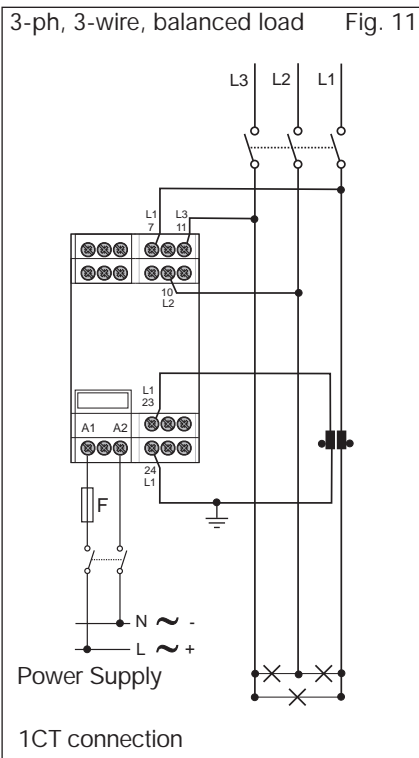 3-ph, 3-wire, balanced load Fig. 11
L3 L2 L1
L1 L3
7 11
10
L2
L1
23
A1 A2
24
L1
F
N ~ -
L ~ +
Power Supply
1CT connection